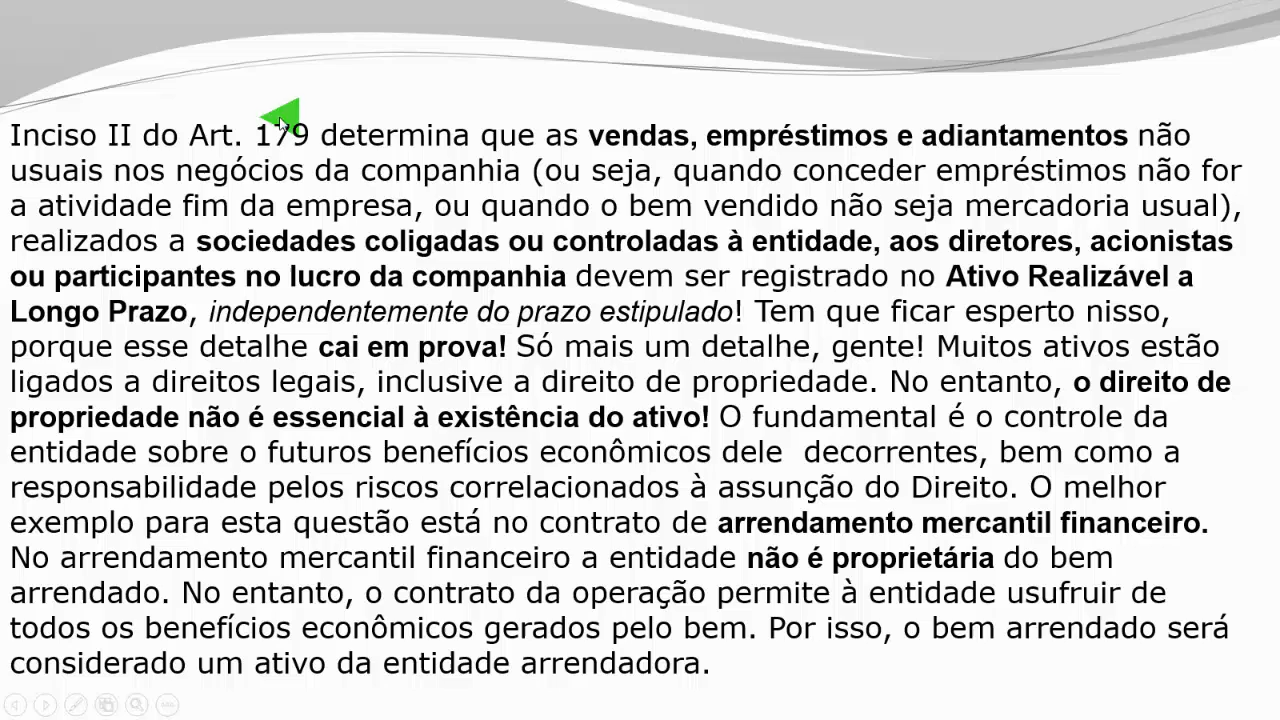 Inciso II do Art. 179 determina que as vendas, empréstimos e adiantamentos não
usuais nos negócios da companhia (ou seja, quando conceder empréstimos não for
a atividade fim da empresa, ou quando o bem vendido não seja mercadoria usual),
realizados a sociedades coligadas ou controladas à entidade, aos diretores, acionistas
ou participantes no lucro da companhia devem ser registrado no Ativo Realizável a
Longo Prazo, independentemente do prazo estipulado! Tem que ficar esperto nisso,
porque esse detalhe cai em prova! Só mais um detalhe, gente! Muitos ativos estão
ligados a direitos legais, inclusive a direito de propriedade. No entanto, o direito de
propriedade não é essencial à existência do ativo! O fundamental é o controle da
entidade sobre o futuros benefícios econômicos dele  decorrentes, bem como a
responsabilidade pelos riscos correlacionados à assunção do Direito. O melhor
exemplo para esta questão está no contrato de arrendamento mercantil financeiro.
No arrendamento mercantil financeiro a entidade não é proprietária do bem
arrendado. No entanto, o contrato da operação permite à entidade usufruir de
todos os benefícios econômicos gerados pelo bem. Por isso, o bem arrendado será
considerado um ativo da entidade arrendadora.